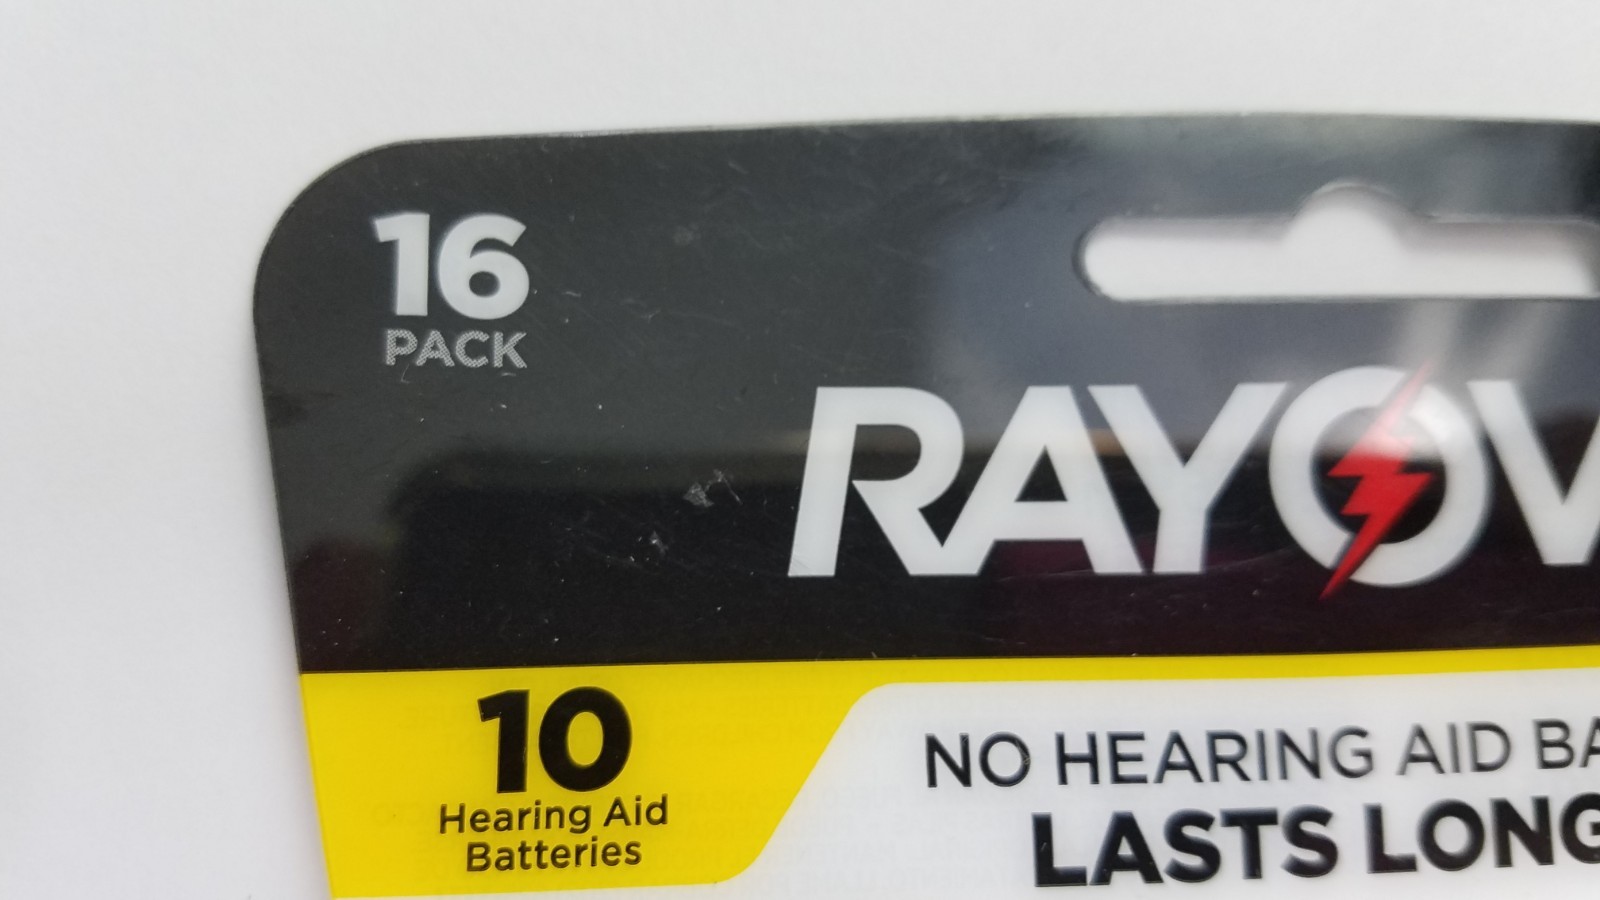 16
PACK
RAYOV
10
Hearing Aid
Batteries
NO HEARING AID BA
LASTS LONG